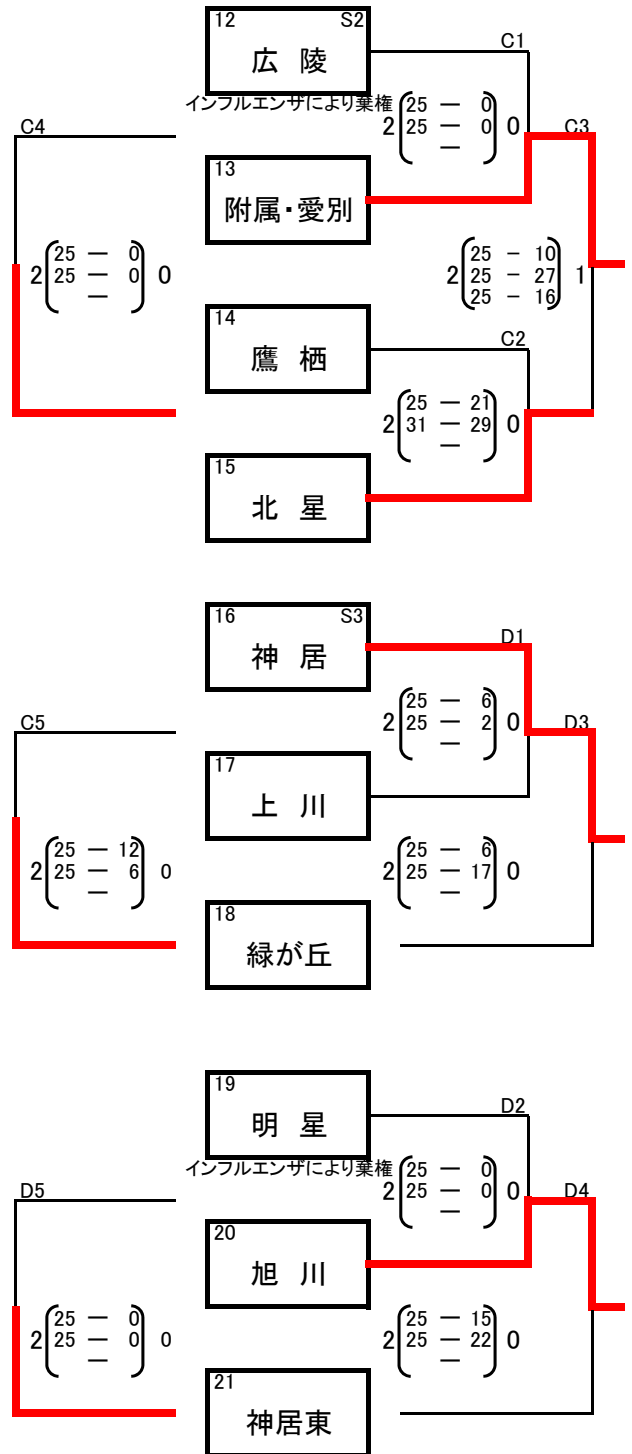 12 S2
広 陵
C1
インフルエンザにより棄権
25 — 0
2 25 — 0 0
—
C4
C3
13
附属・愛別
25 — 0
2 25 — 0 0
—
25 - 10
2 25 - 27 1
25 - 16
14
鷹 栖
C2
25 — 21
2 31 — 29 0
—
15
北 星
16 S3
神 居
D1
25 — 6
2 25 — 2 0
—
C5
D3
17
上 川
25 — 12
2 25 — 6 0
—
25 — 6
2 25 — 17 0
—
18
緑が丘
19
明 星
D2
インフルエンザにより棄権
25 — 0
2 25 — 0 0
—
D5
D4
20
旭 川
25 — 0
2 25 — 0 0
—
25 — 15
2 25 — 22 0
—
21
神居東